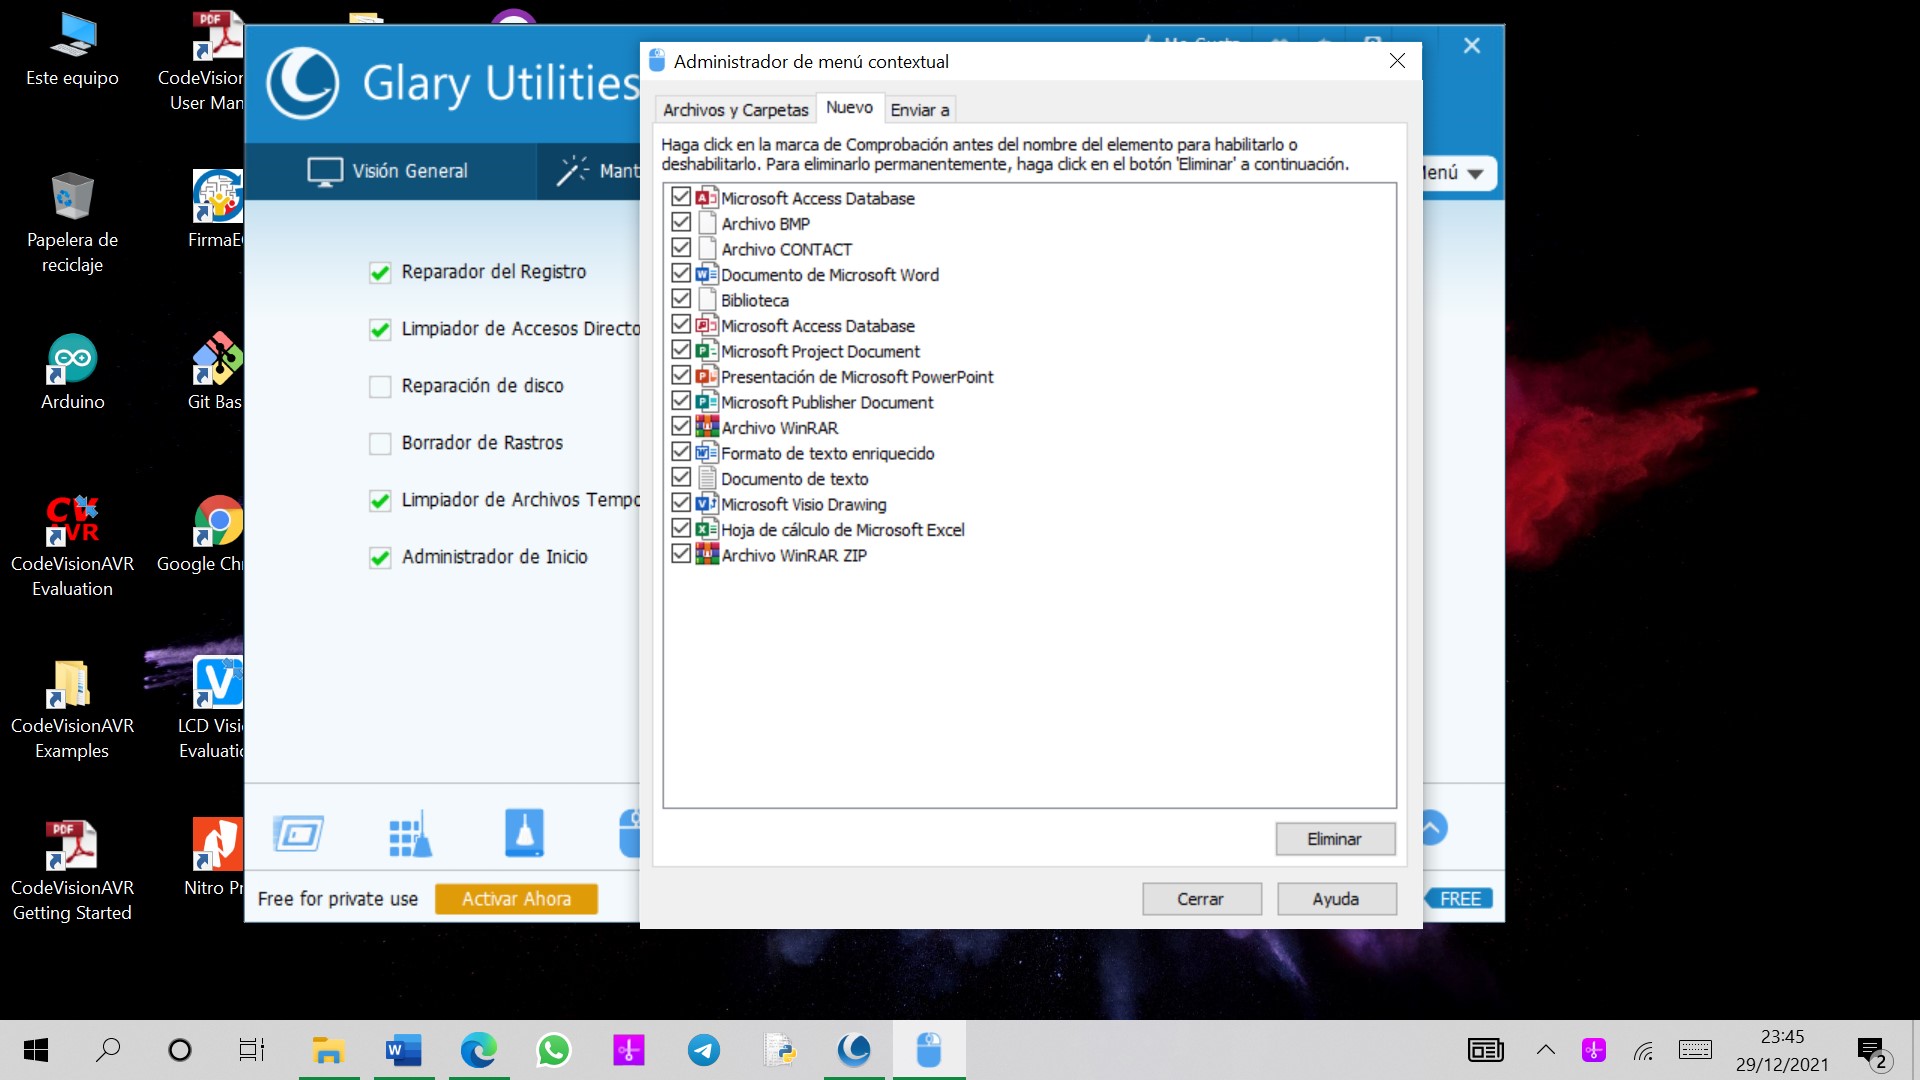 Este equipo
CodeVision
User Man
Papelera de
reciclaje
FirmaE
Arduino
Git Bas
CodeVisionAVR
Evaluation
Google Ch
CodeVisionAVR
Examples
LCD Visi
Evaluatio
CodeVisionAVR
Getting Started
Nitro Pr
Glary Utilities
Visión General
Mant
Menú
Reparador del Registro
Limpiador de Accesos Directo
Reparación de disco
Borrador de Rastros
Limpiador de Archivos Tempo
Administrador de Inicio
Free for private use
Activar Ahora
FREE
Administrador de menú contextual
Archivos y Carpetas
Nuevo
Enviar a
Haga click en la marca de Comprobación antes del nombre del elemento para habilitarlo o
deshabilitarlo. Para eliminarlo permanentemente, haga click en el botón 'Eliminar' a continuación.
Microsoft Access Database
Archivo BMP
Archivo CONTACT
Documento de Microsoft Word
Biblioteca
Microsoft Access Database
Microsoft Project Document
Presentación de Microsoft PowerPoint
Microsoft Publisher Document
Archivo WinRAR
Formato de texto enriquecido
Documento de texto
Microsoft Visio Drawing
Hoja de cálculo de Microsoft Excel
Archivo WinRAR ZIP
Eliminar
Cerrar
Ayuda
23:45
29/12/2021
2